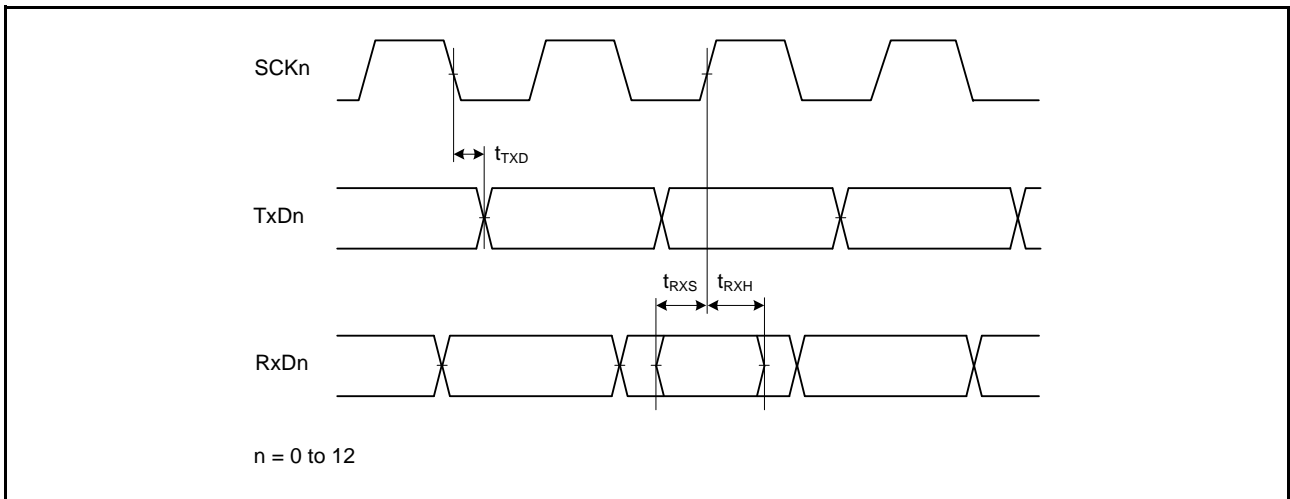 SCKn
tTXD
TxDn
tRXS tRXH
RxDn
n = 0 to 12